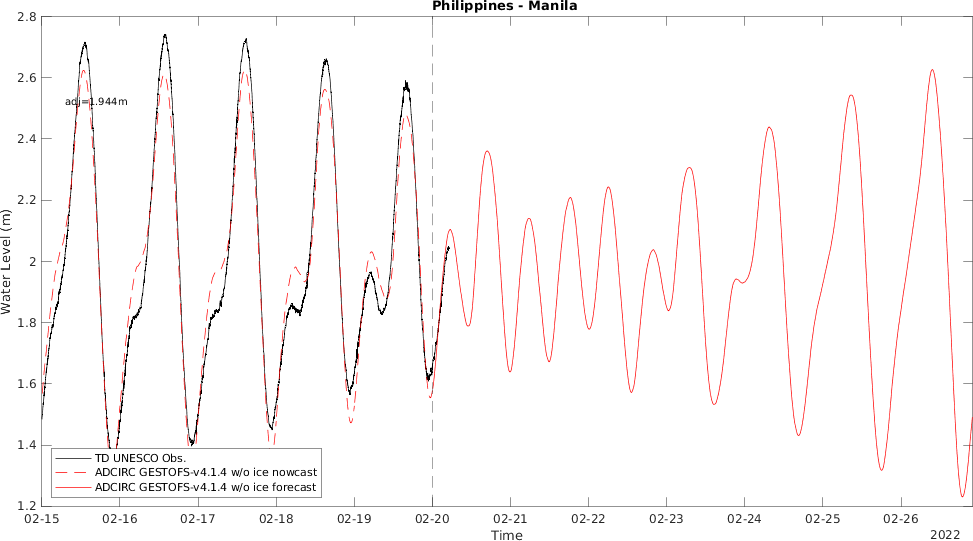 Philippines - Manila
2.8
2.6
adj=1.944m
2.4
2.2
2
1.8
1.6
1.4
1.2
Water Level (m)
TD UNESCO Obs.
ADCIRC GESTOFS-v4.1.4 w/o ice nowcast
ADCIRC GESTOFS-v4.1.4 w/o ice forecast
02-15 02-16 02-17 02-18 02-19 02-20 02-21 02-22 02-23 02-24 02-25 02-26
Time
2022